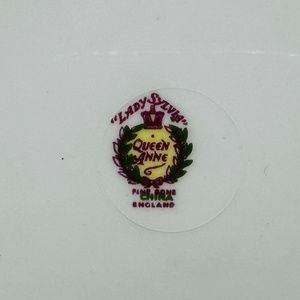 "LADY SYLVIA"
QUEEN
ANNE
FINE BONE
CHINA
ENGLAND